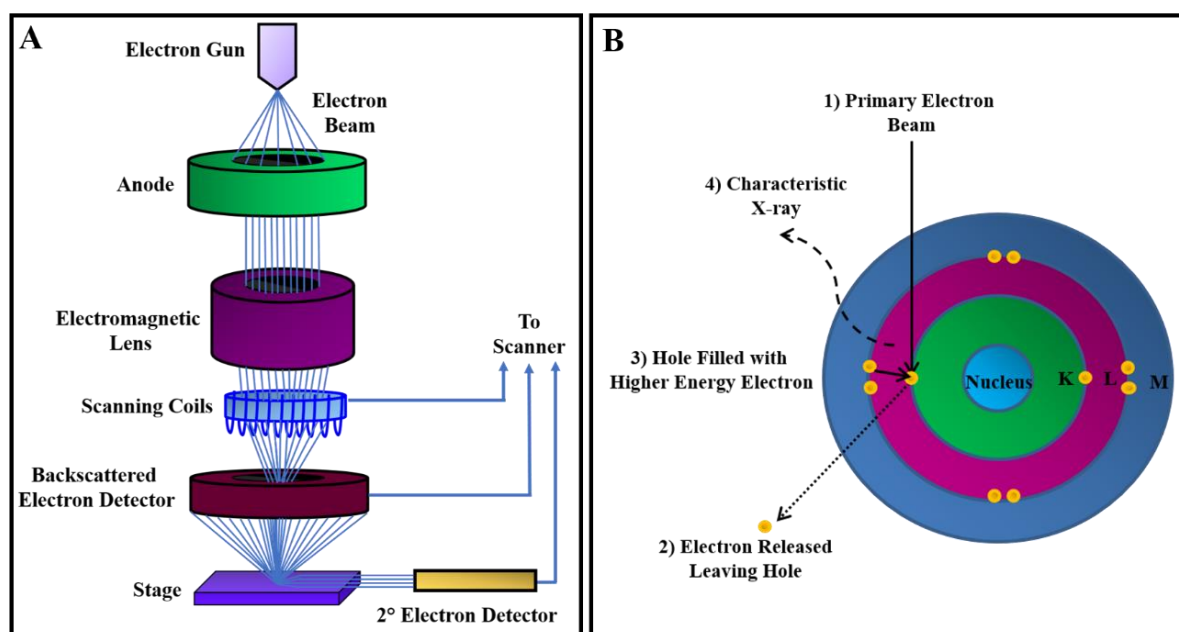 A
Electron Gun
Electron
Beam
Anode
Electromagnetic
Lens
To
Scanner
Scanning Coils
Backscattered
Electron Detector
Stage
2° Electron Detector
B
1) Primary Electron
Beam
4) Characteristic
X-ray
3) Hole Filled with
Higher Energy Electron
Nucleus
K
L
M
2) Electron Released
Leaving Hole